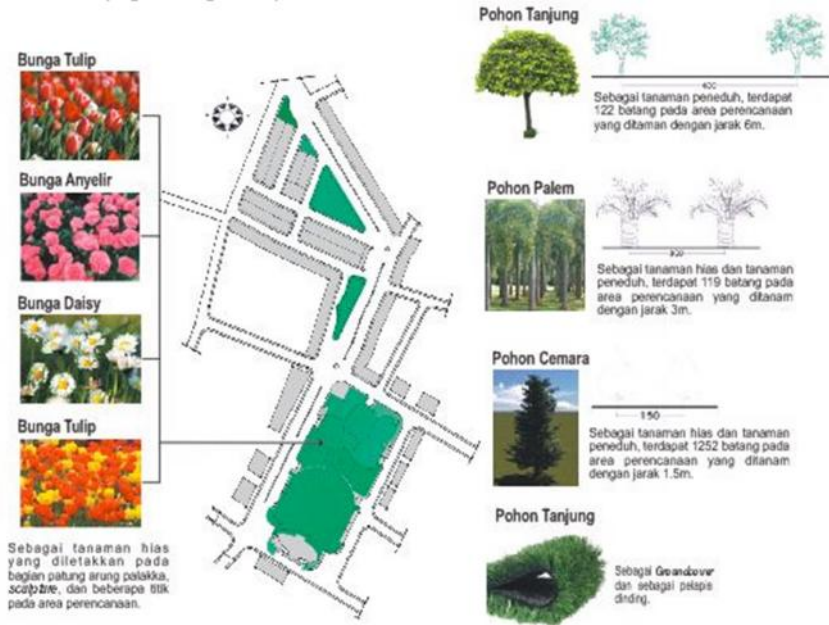 Bunga Tulip
Bunga Anyelir
Bunga Daisy
Bunga Tulip
Sebagai tanaman hias
yang diletakkan pada
bagian patung arung palakka,
sculpture, dan beberapa titik
pada area perencanaan.
Pohon Tanjung
Sebagai tanaman peneduh, terdapat
122 batang pada area perencanaan
yang ditaman dengan jarak 6m.
Pohon Palem
Sebagai tanaman hias dan tanaman
peneduh, terdapat 119 batang pada
area perencanaan yang ditanam
dengan jarak 3m.
Pohon Cemara
150
Sebagai tanaman hias dan tanaman
peneduh, terdapat 1252 batang pada
area perencanaan yang ditanam
dengan jarak 1.5m.
Pohon Tanjung
Sebagai Groundcover
dan sebagai pelapis
dinding.